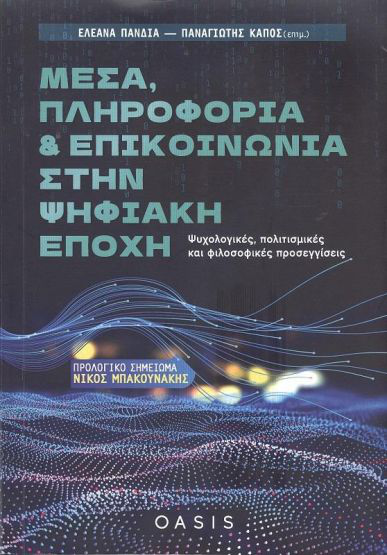 ΕΛΕΑΝΑ ΠΑΝΔΙΑ — ΠΑΝΑΓΙΩΤΗΣ ΚΑΠΟΣ (επιμ.)
ΜΕΣΑ,
ΠΛΗΡΟΦΟΡΙΑ
& ΕΠΙΚΟΙΝΩΝΙΑ
ΣΤΗΝ
ΨΗΦΙΑΚΗ
ΕΠΟΧΗ
Ψυχολογικές, πολιτισμικές
και φιλοσοφικές προσεγγίσεις
ΠΡΟΛΟΓΙΚΟ ΣΗΜΕΙΩΜΑ
ΝΙΚΟΣ ΜΠΑΚΟΥΝΑΚΗΣ
OASIS